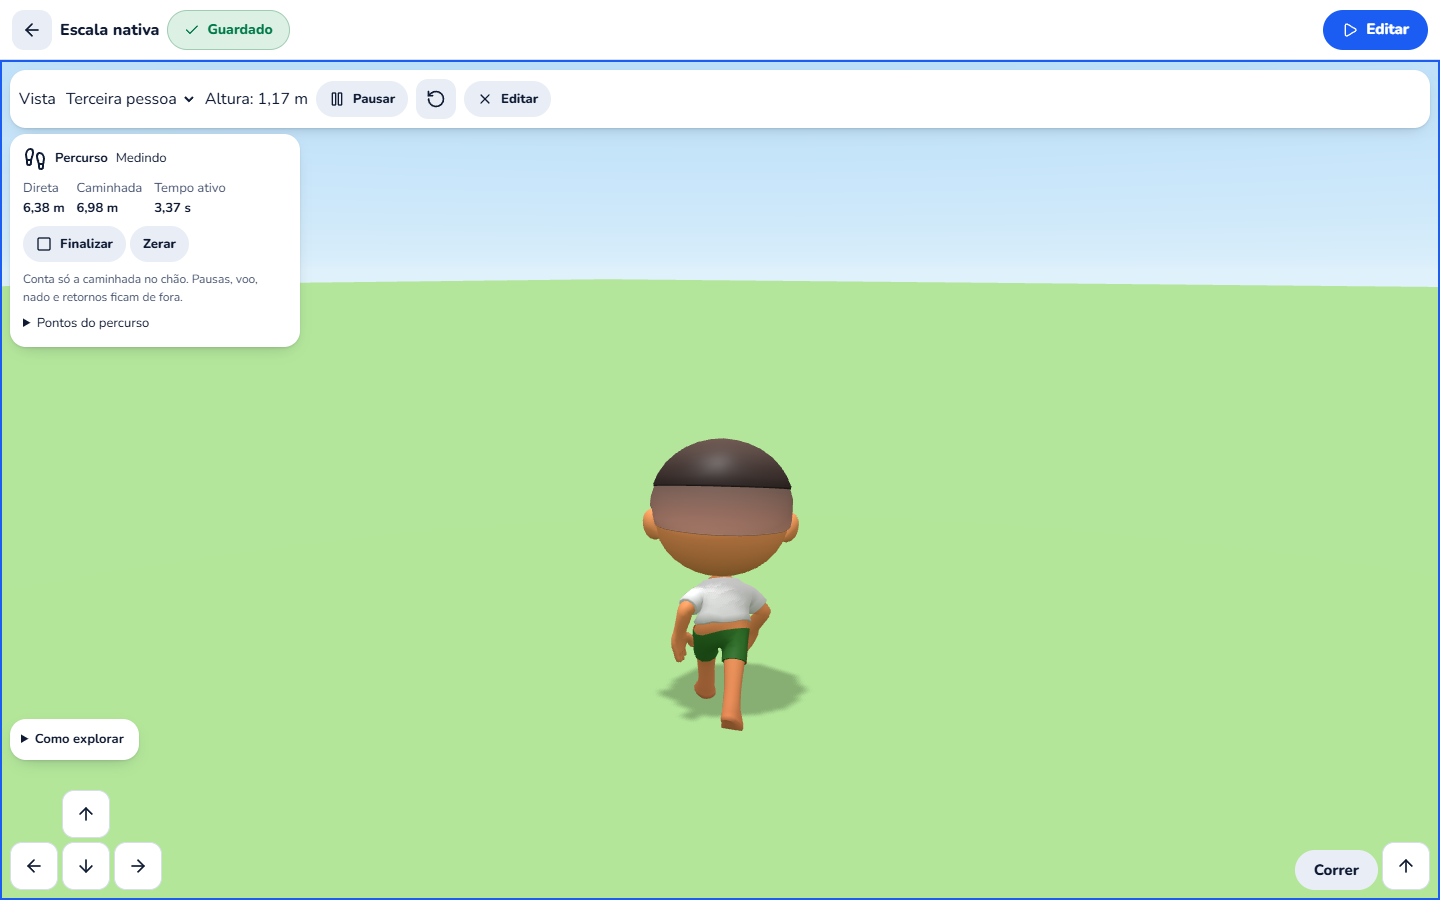 Escala nativa
Guardado
Editar
Vista Terceira pessoa Altura: 1,17 m Pausar Editar
Percurso Medindo
Direta Caminhada Tempo ativo
6,38 m 6,98 m 3,37 s
Finalizar Zerar
Conta só a caminhada no chão. Pausas, voo,
nado e retornos ficam de fora.
Pontos do percurso
Como explorar
Correr